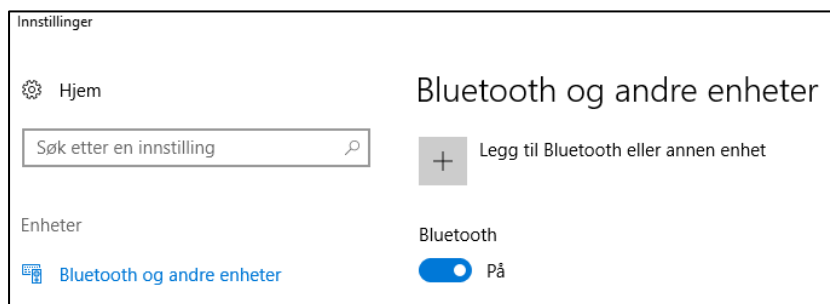 Innstillinger
Hjem
Søk etter en innstilling
Enheter
Bluetooth og andre enheter
Bluetooth og andre enheter
Legg til Bluetooth eller annen enhet
Bluetooth
På